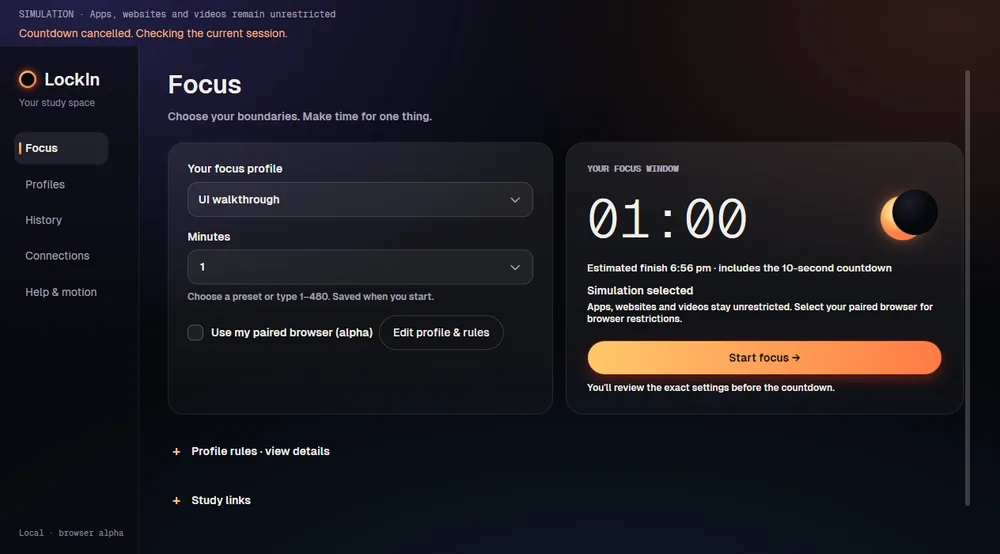 SIMULATION · Apps, websites and videos remain unrestricted
Countdown cancelled. Checking the current session.
LockIn
Your study space
Focus
Profiles
History
Connections
Help & motion
Local · browser alpha
Focus
Choose your boundaries. Make time for one thing.
Your focus profile
UI walkthrough
Minutes
1
Choose a preset or type 1–480. Saved when you start.
Use my paired browser (alpha)
Edit profile & rules
YOUR FOCUS WINDOW
01:00
Estimated finish 6:56 pm · includes the 10-second countdown
Simulation selected
Apps, websites and videos stay unrestricted. Select your paired browser for
browser restrictions.
Start focus →
You'll review the exact settings before the countdown.
+ Profile rules · view details
+ Study links